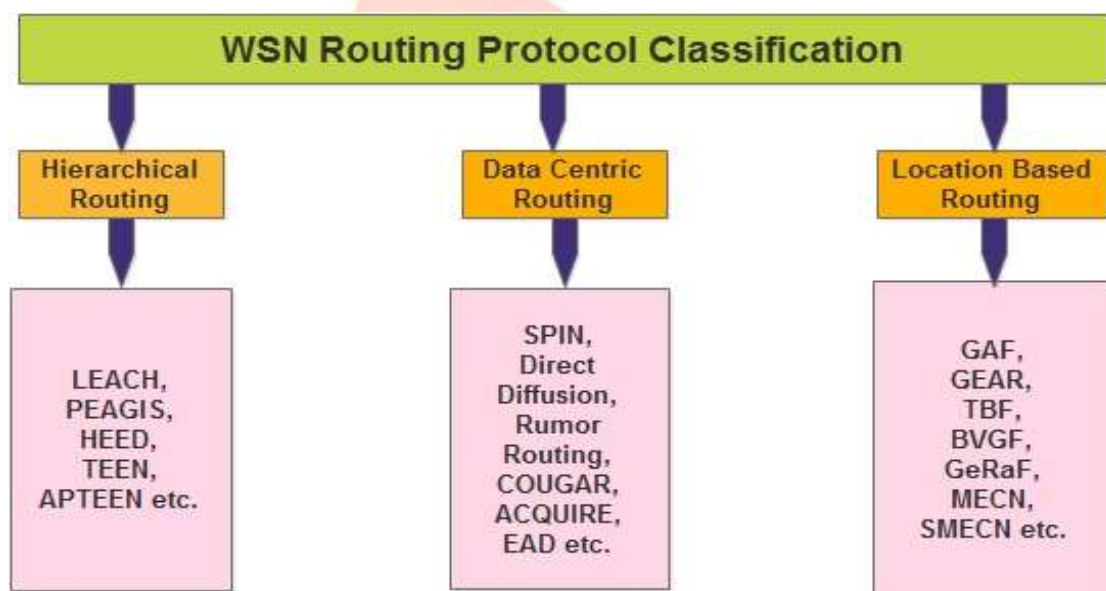 WSN Routing Protocol Classification
Hierarchical
Routing
Data Centric
Routing
Location Based
Routing
LEACH,
PEAGIS,
HEED,
TEEN,
APTEEN etc.
SPIN,
Direct
Diffusion,
Rumor
Routing,
COUGAR,
ACQUIRE,
EAD etc.
GAF,
GEAR,
TBF,
BVGF,
GeRaF,
MECN,
SMECN etc.